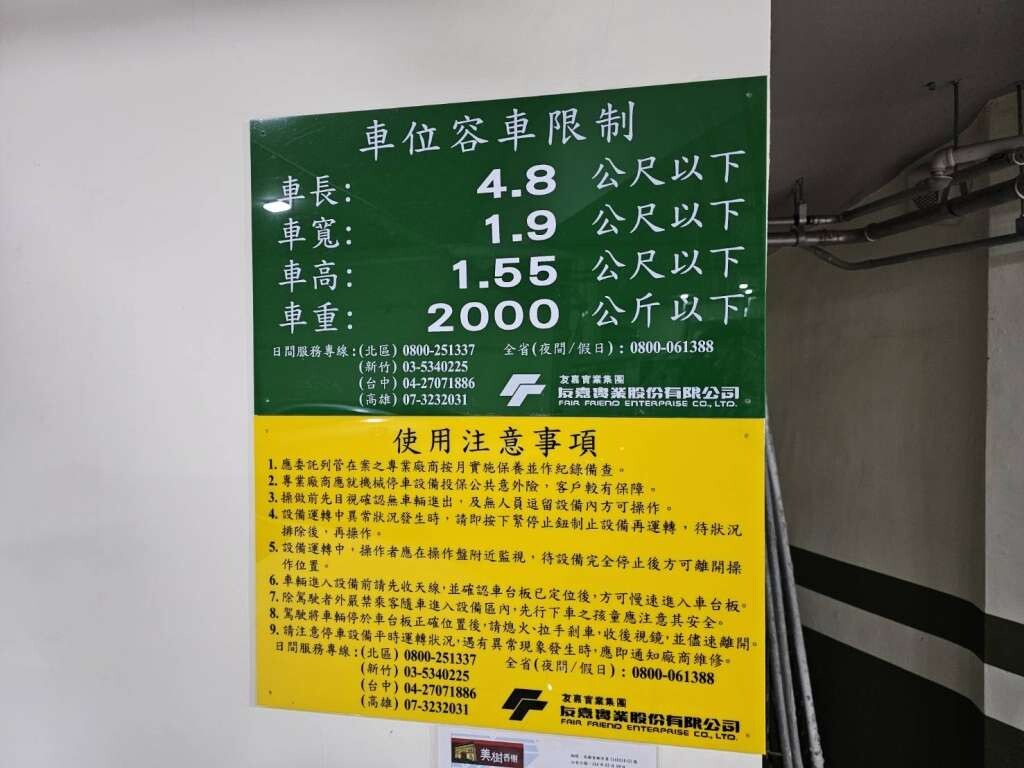 車位容車限制
車長: 4.8 公尺以下
車寬: 1.9 公尺以下
車高: 1.55 公尺以下
車重: 2000 公斤以下
日間服務專線:(北區) 0800-251337 全省(夜間/假日): 0800-061388
(新竹) 03-5340225
(台中) 04-27071886
(高雄) 07-3232031
友嘉實業集團
友嘉實業股份有限公司
FAIR FRIEND ENTERPRISE CO., LTD.
使用注意事項
1. 應委託列管在案之專業廠商按月實施保養並作紀錄備查。
2. 專業廠商應就機械停車設備投保公共意外險,客戶較有保障。
3. 操做前先目視確認無車輛進出,及無人員逗留設備內方可操作。
4. 設備運轉中異常狀況發生時,請即按下緊停止鈕制止設備再運轉,待狀況
排除後,再操作。
5. 設備運轉中,操作者應在操作盤附近監視,待設備完全停止後方可離開操
作位置。
6. 車輛進入設備前請先收天線,並確認車台板已定位後,方可慢速進入車台板。
7. 除駕駛者外嚴禁乘客隨車進入設備區內,先行下車之孩童應注意其安全。
8. 駕駛將車輛停於車台板正確位置後,請熄火、拉手剎車,收後視鏡,並儘速離開。
9. 請注意停車設備平時運轉狀況,遇有異常現象發生時,應即通知廠商維修。
日間服務專線:(北區) 0800-251337 全省(夜間/假日): 0800-061388
(新竹) 03-5340225
(台中) 04-27071886
(高雄) 07-3232031
友嘉實業集團
友嘉實業股份有限公司
FAIR FRIEND ENTERPRISE CO., LTD.
美樹